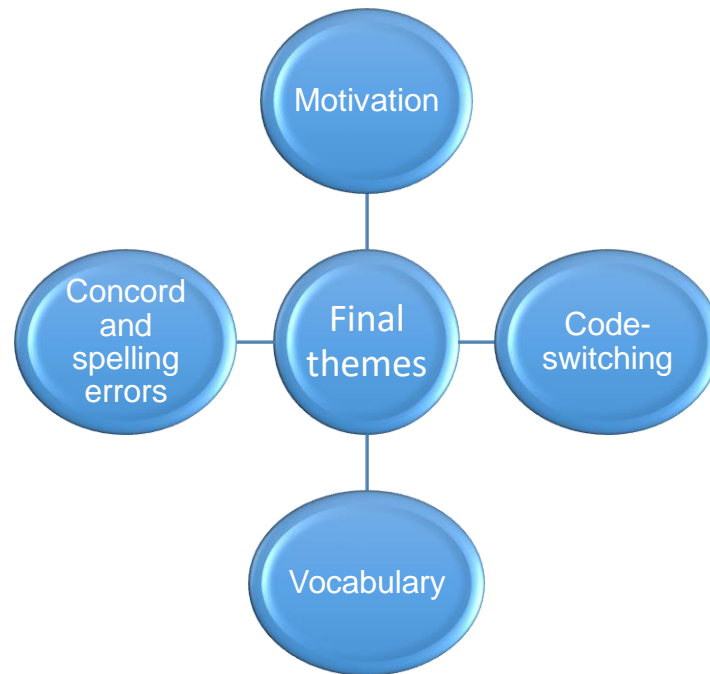 Motivation
Concord
and
spelling
errors
Final
themes
Code-
switching
Vocabulary